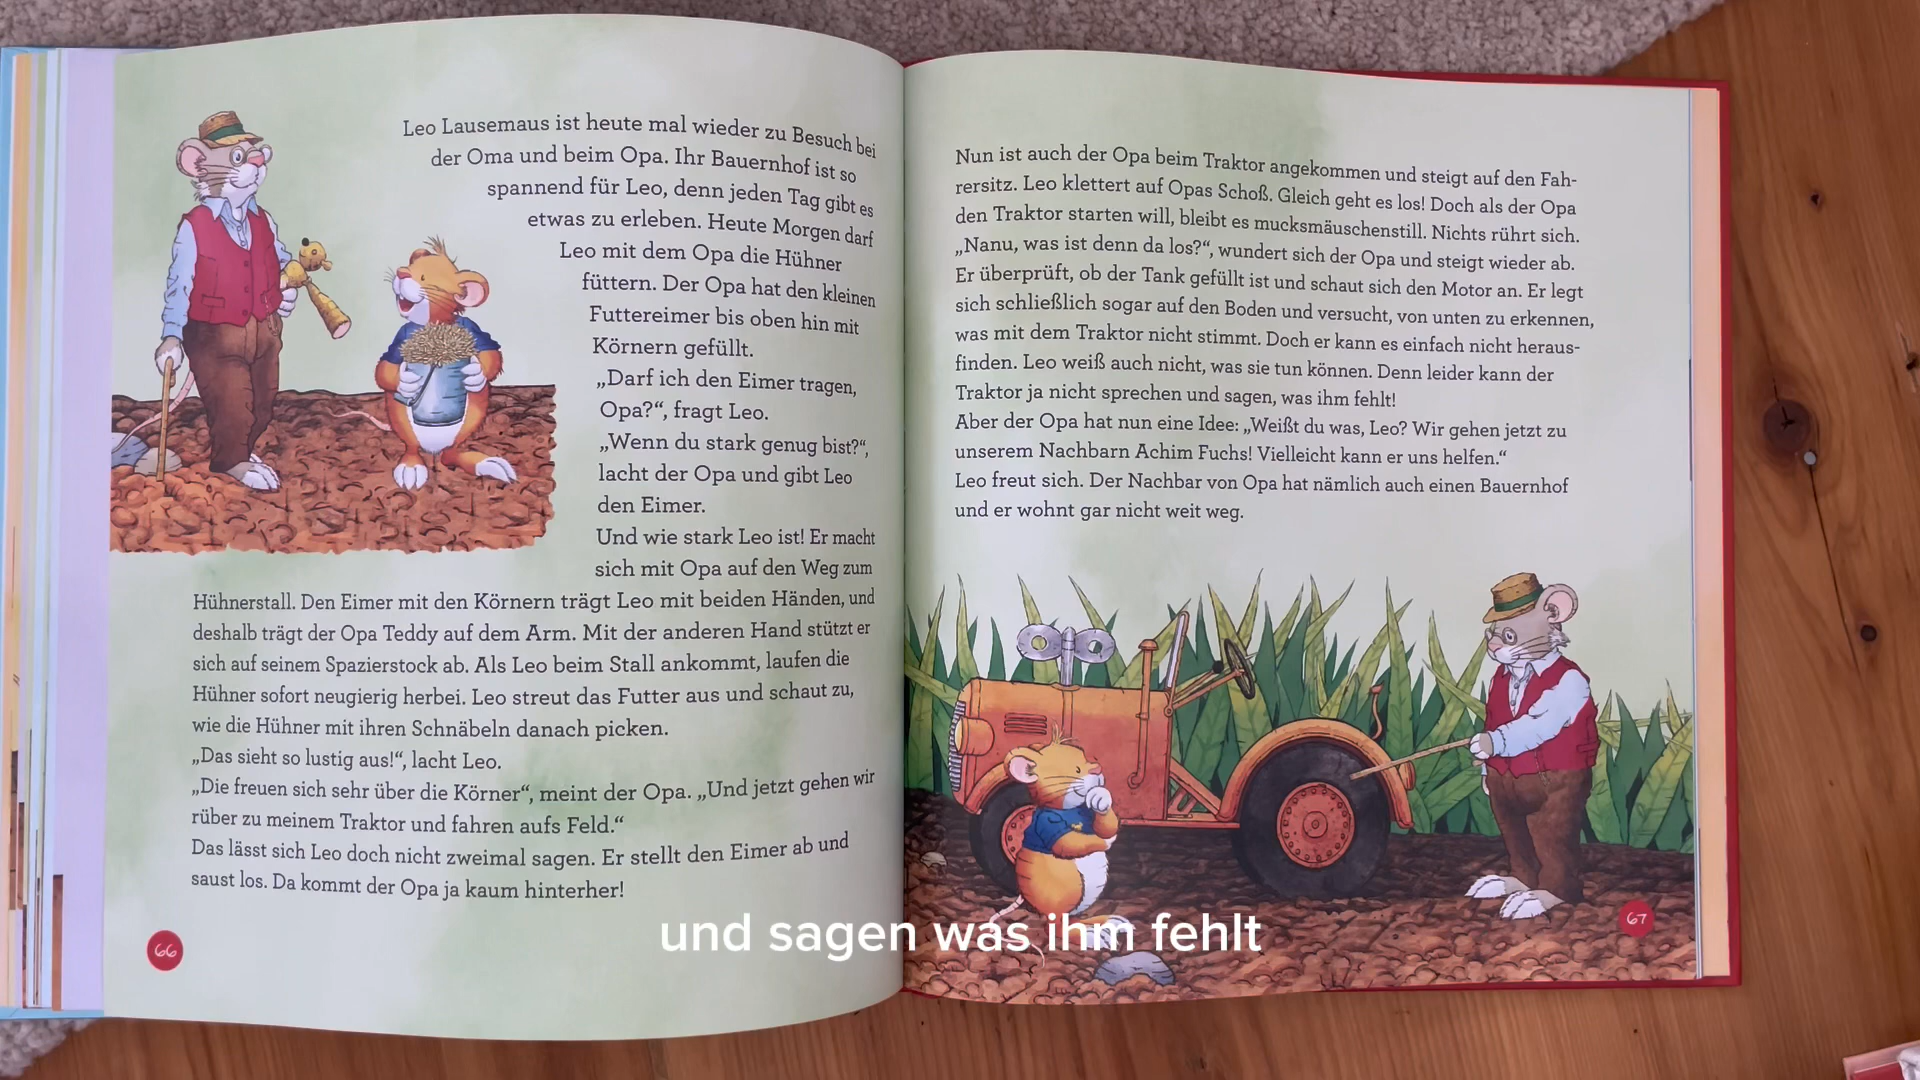 Leo Lausemaus ist heute mal wieder zu Besuch bei
der Oma und beim Opa. Ihr Bauernhof ist so
spannend für Leo, denn jeden Tag gibt es
etwas zu erleben. Heute Morgen darf
Leo mit dem Opa die Hühner
füttern. Der Opa hat den kleinen
Futtereimer bis oben hin mit
Körnern gefüllt.
„Darf ich den Eimer tragen,
Opa?“, fragt Leo.
„Wenn du stark genug bist?“,
lacht der Opa und gibt Leo
den Eimer.
Und wie stark Leo ist! Er macht
sich mit Opa auf den Weg zum
Hühnerstall. Den Eimer mit den Körnern trägt Leo mit beiden Händen, und
deshalb trägt der Opa Teddy auf dem Arm. Mit der anderen Hand stützt er
sich auf seinem Spazierstock ab. Als Leo beim Stall ankommt, laufen die
Hühner sofort neugierig herbei. Leo streut das Futter aus und schaut zu,
wie die Hühner mit ihren Schnäbeln danach picken.
„Das sieht so lustig aus!“, lacht Leo.
„Die freuen sich sehr über die Körner“, meint der Opa. „Und jetzt gehen wir
rüber zu meinem Traktor und fahren aufs Feld.“
Das lässt sich Leo doch nicht zweimal sagen. Er stellt den Eimer ab und
saust los. Da kommt der Opa ja kaum hinterher!
66
Nun ist auch der Opa beim Traktor angekommen und steigt auf den Fah-
rersitz. Leo klettert auf Opas Schoß. Gleich geht es los! Doch als der Opa
den Traktor starten will, bleibt es mucksmäuschenstill. Nichts rührt sich.
„Nanu, was ist denn da los?“, wundert sich der Opa und steigt wieder ab.
Er überprüft, ob der Tank gefüllt ist und schaut sich den Motor an. Er legt
sich schließlich sogar auf den Boden und versucht, von unten zu erkennen,
was mit dem Traktor nicht stimmt. Doch er kann es einfach nicht heraus-
finden. Leo weiß auch nicht, was sie tun können. Denn leider kann der
Traktor ja nicht sprechen und sagen, was ihm fehlt!
Aber der Opa hat nun eine Idee: „Weißt du was, Leo? Wir gehen jetzt zu
unserem Nachbarn Achim Fuchs! Vielleicht kann er uns helfen.“
Leo freut sich. Der Nachbar von Opa hat nämlich auch einen Bauernhof
und er wohnt gar nicht weit weg.
67
und sagen was ihm fehlt